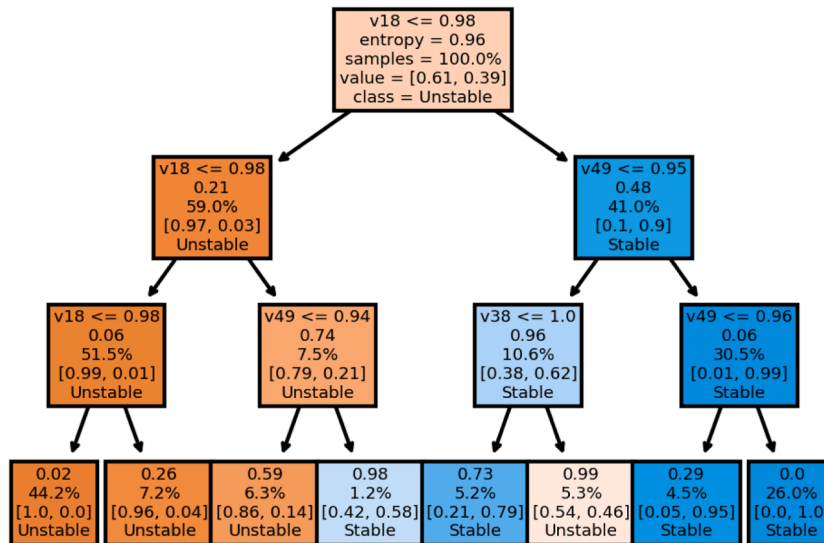 v18 <= 0.98
entropy = 0.96
samples = 100.0%
value = [0.61, 0.39]
class = Unstable
v18 <= 0.98
0.21
59.0%
[0.97, 0.03]
Unstable
v49 <= 0.95
0.48
41.0%
[0.1, 0.9]
Stable
v18 <= 0.98
0.06
51.5%
[0.99, 0.01]
Unstable
v49 <= 0.94
0.74
7.5%
[0.79, 0.21]
Unstable
v38 <= 1.0
0.96
10.6%
[0.38, 0.62]
Stable
v49 <= 0.96
0.06
30.5%
[0.01, 0.99]
Stable
0.02
44.2%
[1.0, 0.0]
Unstable
0.26
7.2%
[0.96, 0.04]
Unstable
0.59
6.3%
[0.86, 0.14]
Unstable
0.98
1.2%
[0.42, 0.58]
Stable
0.73
5.2%
[0.21, 0.79]
Stable
0.99
5.3%
[0.54, 0.46]
Unstable
0.29
4.5%
[0.05, 0.95]
Stable
0.0
26.0%
[0.0, 1.0]
Stable